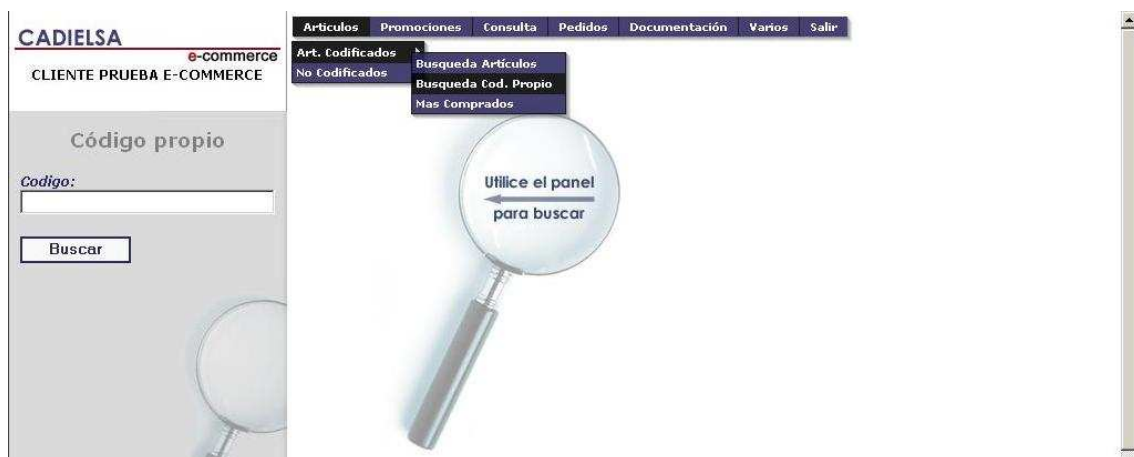 CADIELSA
e-commerce
CLIENTE PRUEBA E-COMMERCE
Articulos Promociones Consulta Pedidos Documentación Varios Salir
Art. Codificados
No Codificados
Busqueda Artículos
Busqueda Cod. Propio
Mas Comprados
Código propio
Codigo:
Buscar
Utilice el panel
para buscar